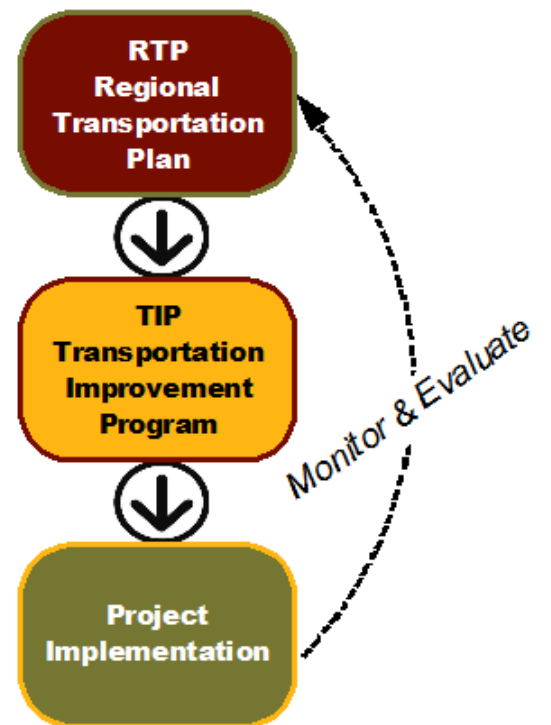 RTP
Regional
Transportation
Plan
TIP
Transportation
Improvement
Program
Monitor & Evaluate
Project
Implementation